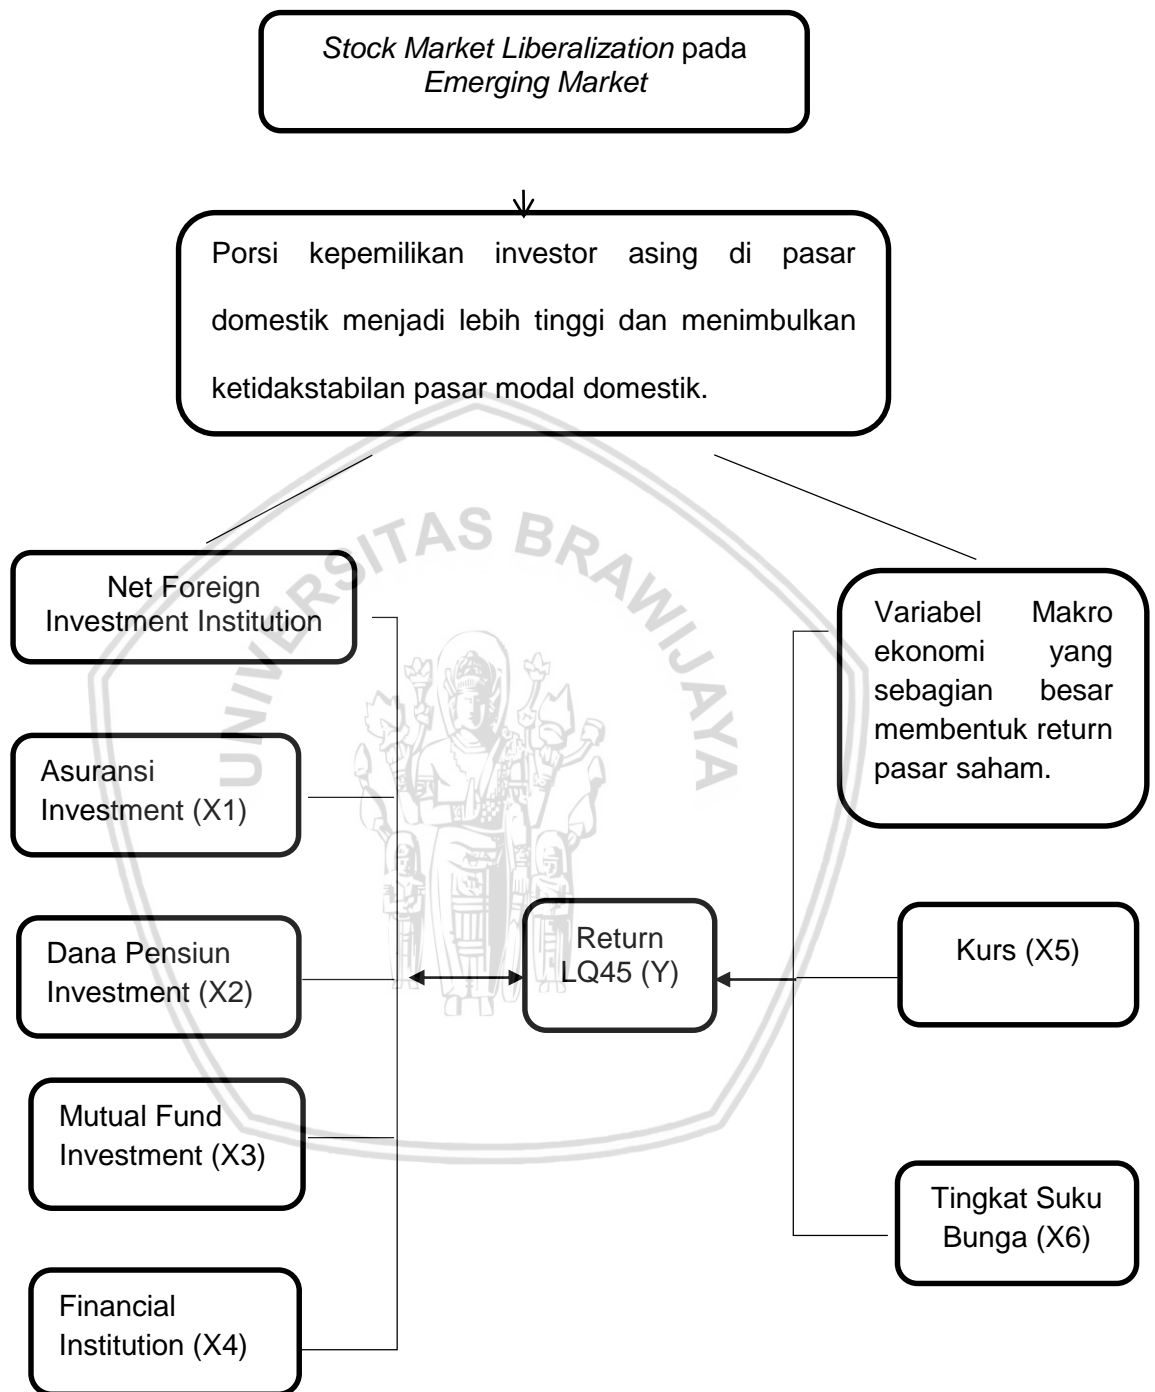 Stock Market Liberalization pada
Emerging Market
Porsi kepemilikan investor asing di pasar
domestik menjadi lebih tinggi dan menimbulkan
ketidakstabilan pasar modal domestik.
UNIVERSITAS BRAWIJAYA
Net Foreign
Investment Institution
Variabel Makro
ekonomi yang
sebagian besar
membentuk return
pasar saham.
Asuransi
Investment (X1)
Dana Pensiun
Investment (X2)
Return
LQ45 (Y)
Kurs (X5)
Mutual Fund
Investment (X3)
Tingkat Suku
Bunga (X6)
Financial
Institution (X4)